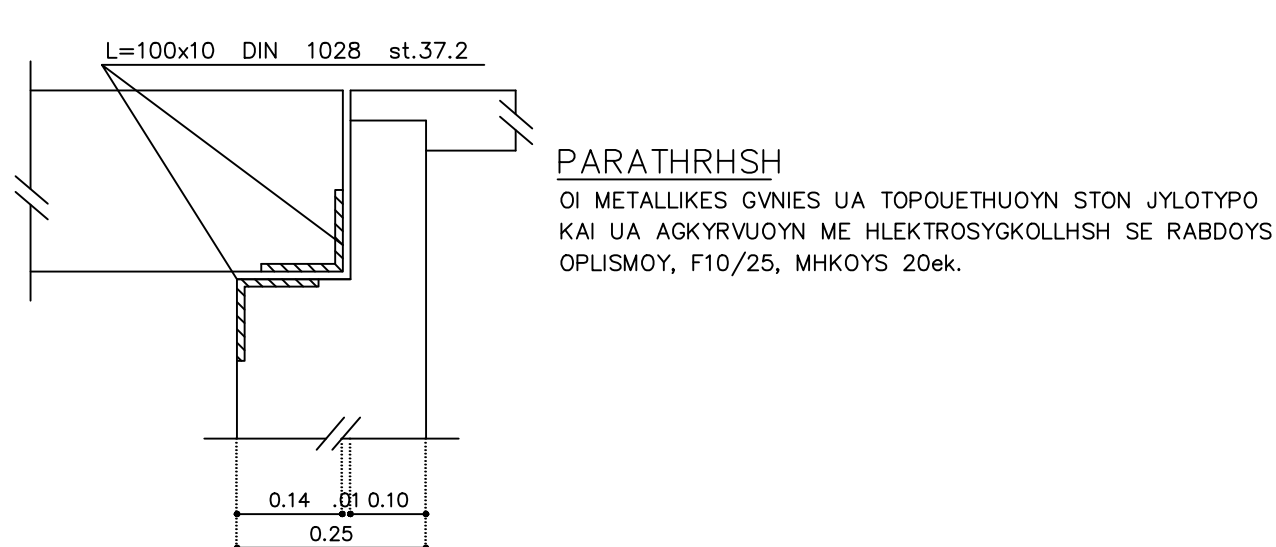 L=100x10 DIN 1028 st.37.2
PARATHRHSH
OI METALLIKES GVNIES UA TOPOUETHUOYN STON JYLOTYPO
KAI UA AGKYRVUOYN ME HLEKTROSYGKOLLHSH SE RABDOYS
OPLISMOY, F10/25, MHKOYS 20ek.
0.14 .01 0.10
0.25